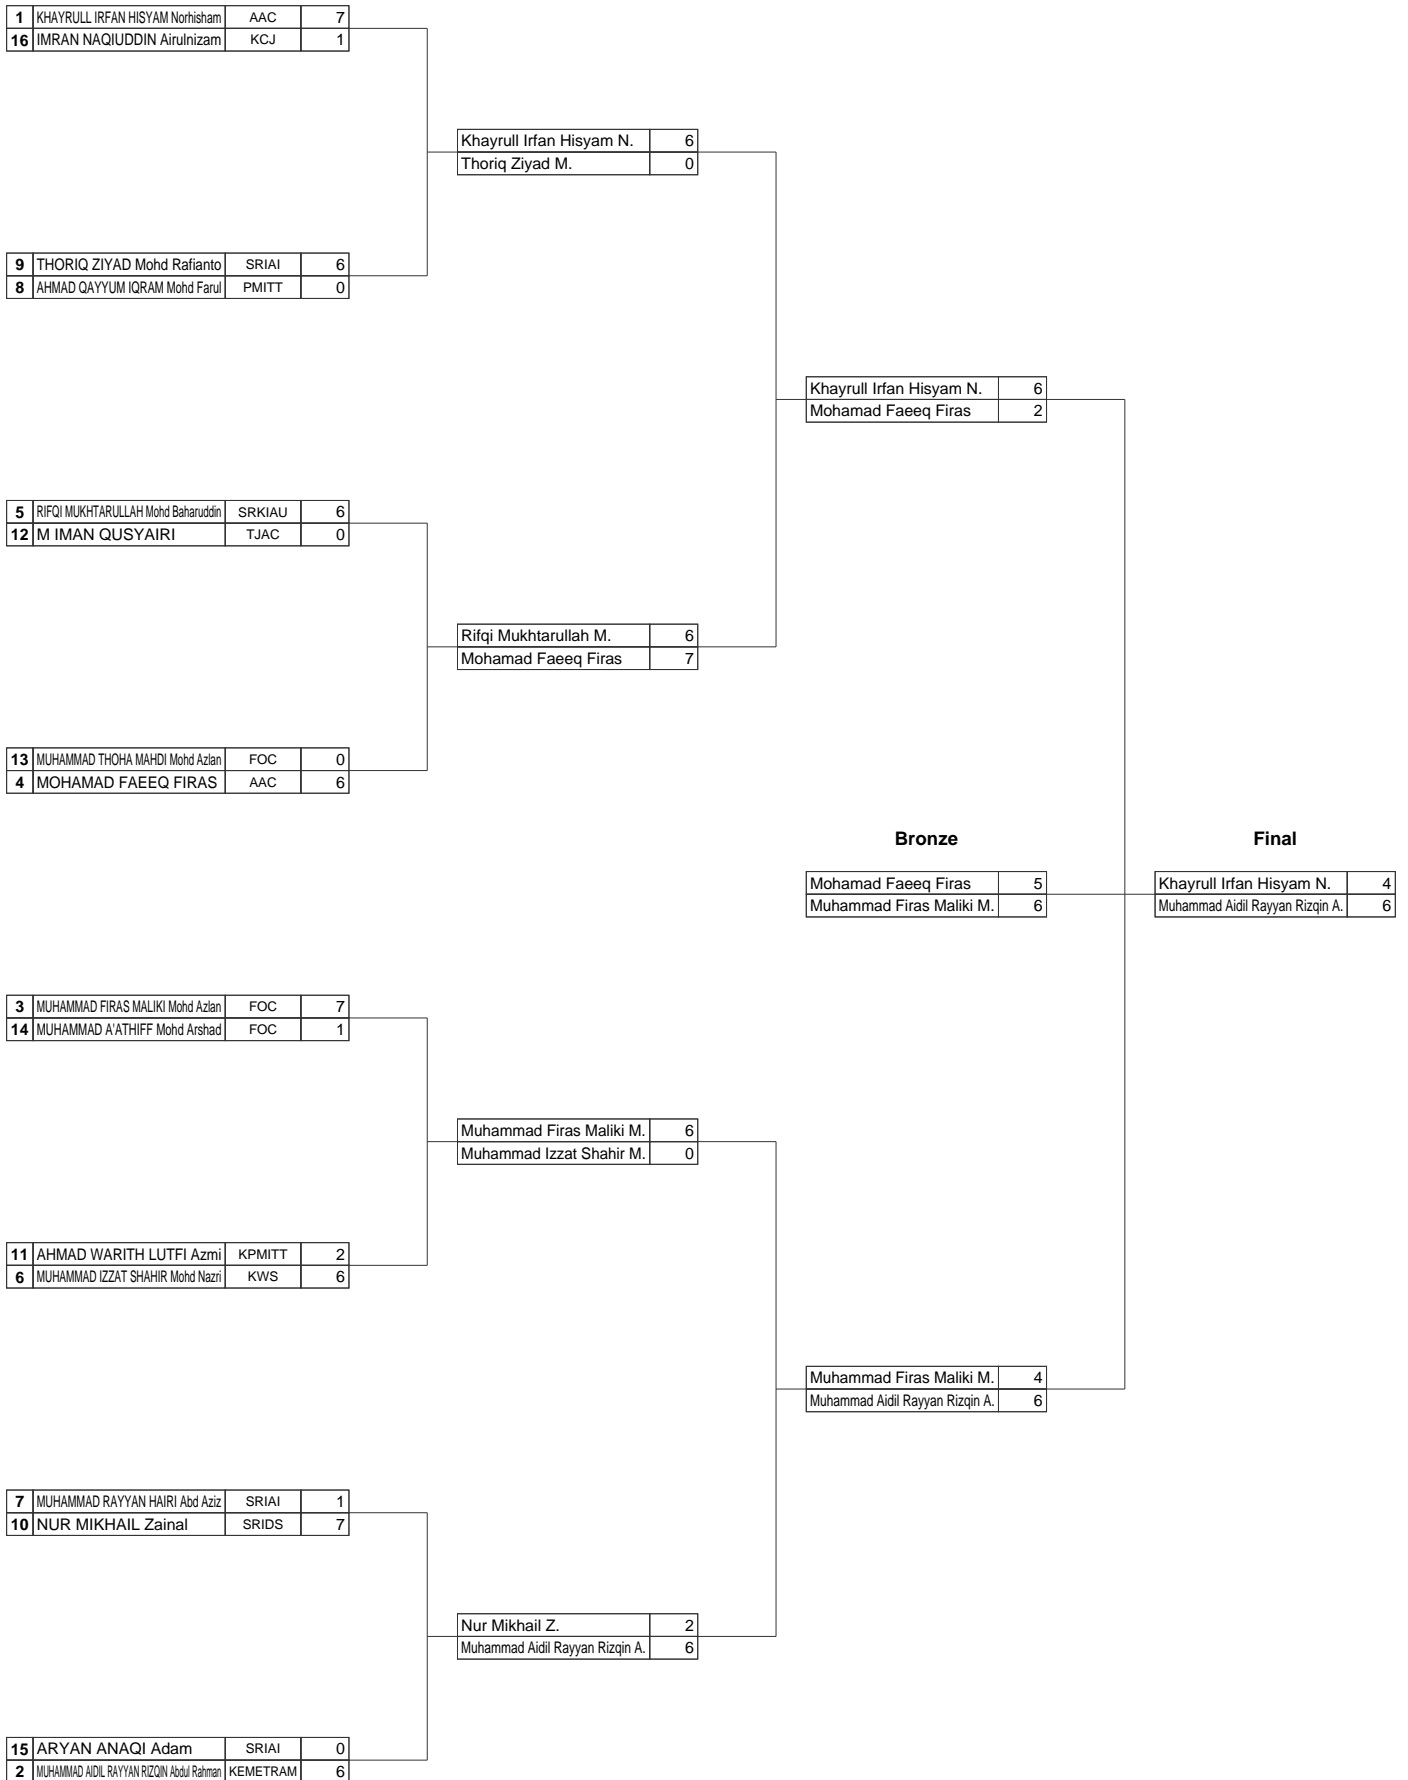 1 KHAYRULL IRFAN HISYAM Norhisham AAC 7
16 IMRAN NAQIUDDIN Airulnizam KCJ 1
Khayrull Irfan Hisyam N. 6
Thoriq Ziyad M. 0
9 THORIQ ZIYAD Mohd Rafianto SRIAI 6
8 AHMAD QAYYUM IQRAM Mohd Farul PMITT 0
Khayrull Irfan Hisyam N. 6
Mohamad Faeeq Firas 2
5 RIFQI MUKHTARULLAH Mohd Baharuddin SRKIAU 6
12 M IMAN QUSYAIRI TJAC 0
Rifqi Mukhtarullah M. 6
Mohamad Faeeq Firas 7
13 MUHAMMAD THOHA MAHDI Mohd Azlan FOC 0
4 MOHAMAD FAEEQ FIRAS AAC 6
Bronze Final
Mohamad Faeeq Firas 5 Khayrull Irfan Hisyam N. 4
Muhammad Firas Maliki M. 6 Muhammad Aidil Rayyan Rizqin A. 6
3 MUHAMMAD FIRAS MALIKI Mohd Azlan FOC 7
14 MUHAMMAD A'ATHIFF Mohd Arshad FOC 1
Muhammad Firas Maliki M. 6
Muhammad Izzat Shahir M. 0
11 AHMAD WARITH LUTFI Azmi KPMITT 2
6 MUHAMMAD IZZAT SHAHIR Mohd Nazri KWS 6
Muhammad Firas Maliki M. 4
Muhammad Aidil Rayyan Rizqin A. 6
7 MUHAMMAD RAYYAN HAIRI Abd Aziz SRIAI 1
10 NUR MIKHAIL Zainal SRIDS 7
Nur Mikhail Z. 2
Muhammad Aidil Rayyan Rizqin A. 6
15 ARYAN ANAQI Adam SRIAI 0
2 MUHAMMAD AIDIL RAYYAN RIZQIN Abdul Rahman KEMETRAM 6